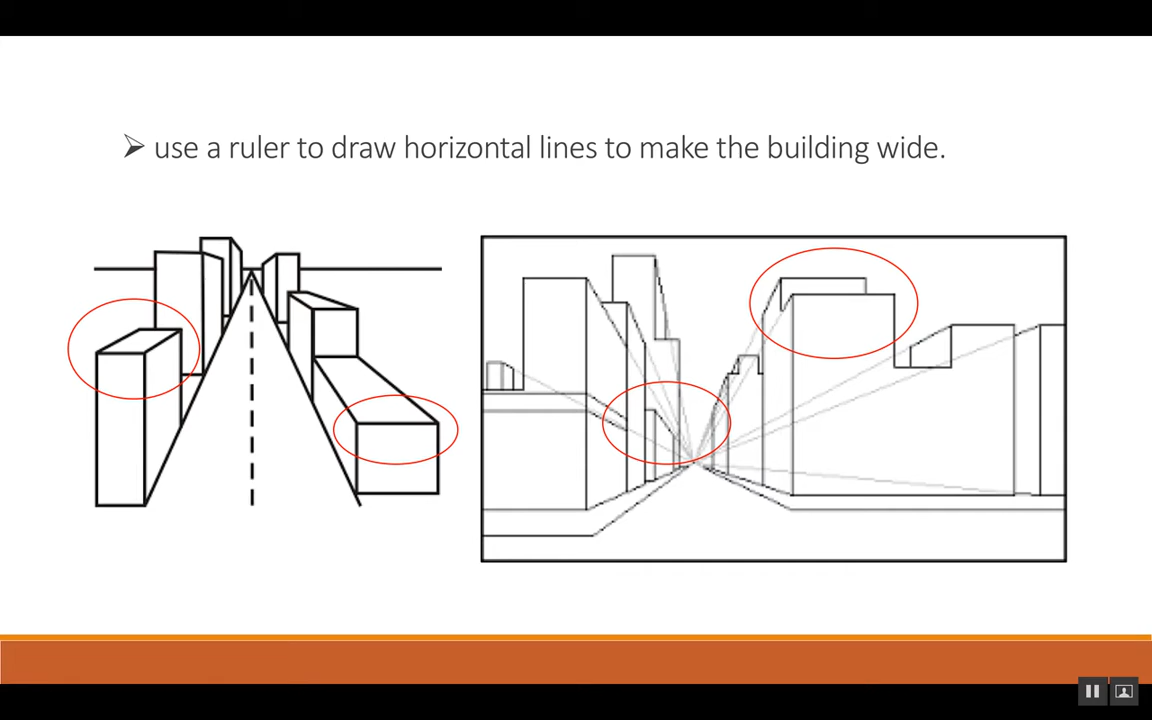 ➢ use a ruler to draw horizontal lines to make the building wide.